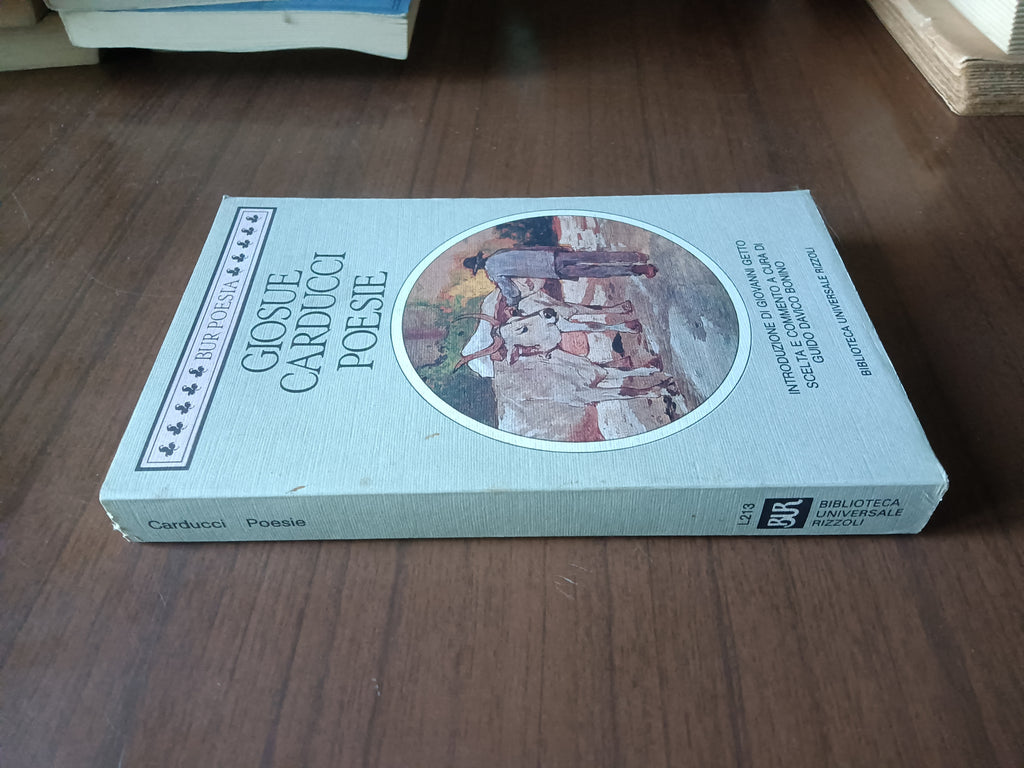 BUR POESIA
GIOSUE
CARDUCCI
POESIE
INTRODUZIONE DI GIOVANNI GETTO
SCELTA E COMMENTO A CURA DI
GUIDO DAVICO BONINO
BIBLIOTECA UNIVERSALE RIZZOLI
Carducci Poesie
L213
BUR
BIBLIOTECA
UNIVERSALE
RIZZOLI